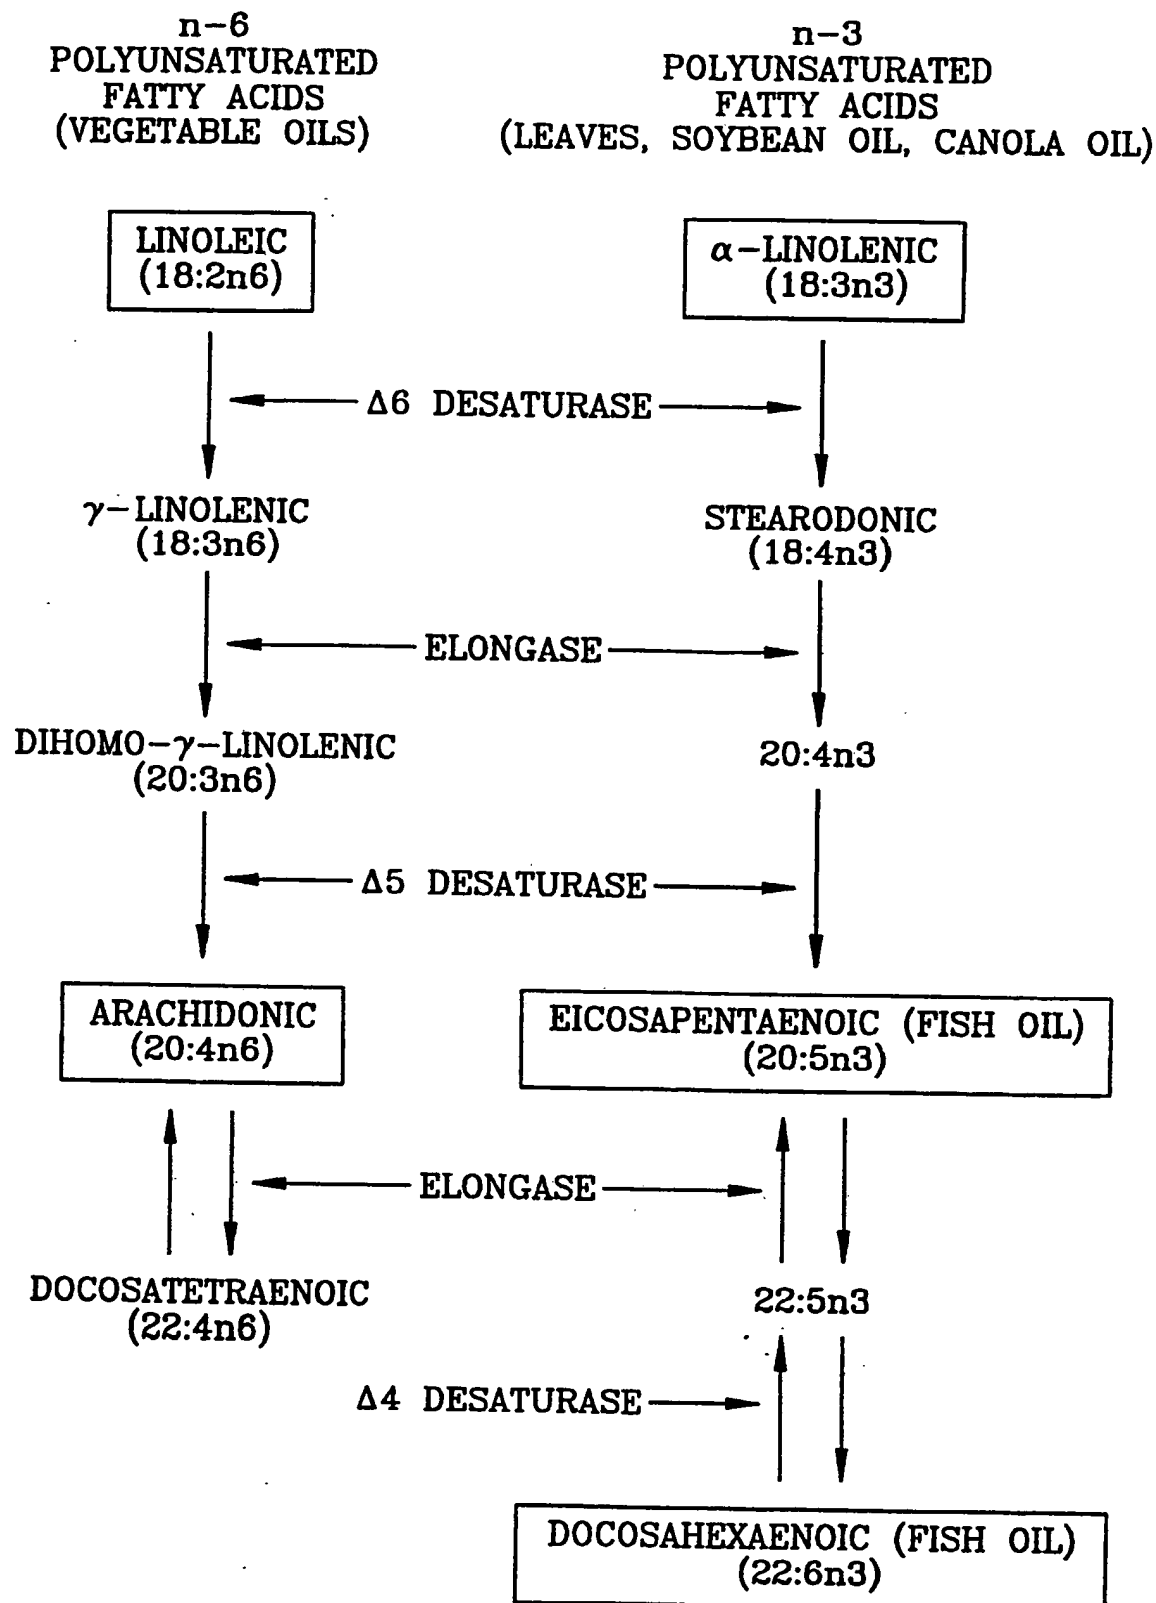 n-6
POLYUNSATURATED
FATTY ACIDS
(VEGETABLE OILS)
n-3
POLYUNSATURATED
FATTY ACIDS
(LEAVES, SOYBEAN OIL, CANOLA OIL)
LINOLEIC
(18:2n6)
α-LINOLENIC
(18:3n3)
Δ6 DESATURASE
γ-LINOLENIC
(18:3n6)
STEARODONIC
(18:4n3)
ELONGASE
DIHOMO-γ-LINOLENIC
(20:3n6)
20:4n3
Δ5 DESATURASE
ARACHIDONIC
(20:4n6)
EICOSAPENTAENOIC (FISH OIL)
(20:5n3)
ELONGASE
DOCOSATETRAENOIC
(22:4n6)
22:5n3
Δ4 DESATURASE
DOCOSAHEXAENOIC (FISH OIL)
(22:6n3)